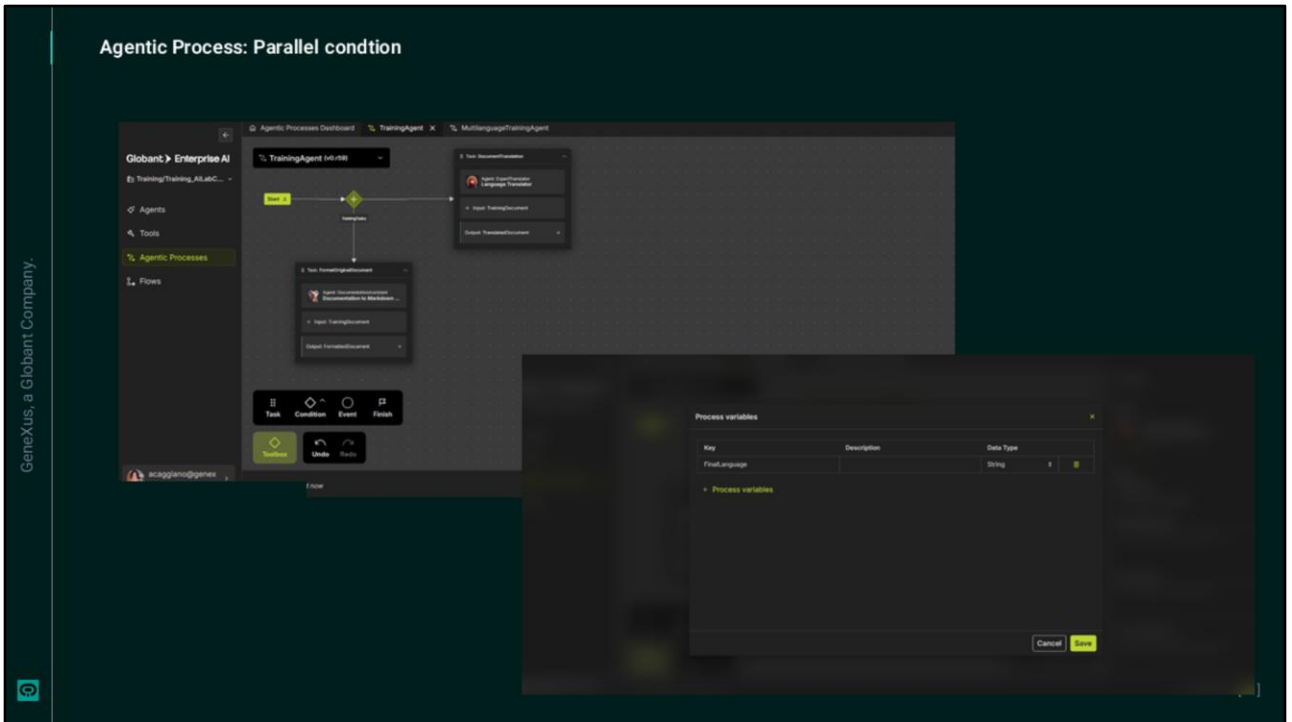 Agentic Process: Parallel condtion
Agentic Processes Dashboard
TrainingAgent ×
MultilanguageTrainingAgent
Globant Enterprise AI
Training/Training_AILabC...
Agents
Tools
Agentic Processes
Flows
acaggiano@genex
TrainingAgent (v0.r59)
Start
Task: DocumentTranslation
Agent: ExpertTranslator
Language Translator
Input: TrainingDocument
Output: TranslatedDocument
Task: FormatOriginalDocument
Documentation to Markdown ...
Input: TrainingDocument
Output: FormattedDocument
Task
Condition
Event
Finish
Toolbox
Undo
Redo
now
Process variables
×
Key
Description
Data Type
FinalLanguage
String
+ Process variables
Cancel
Save
GeneXus, a Globant Company.